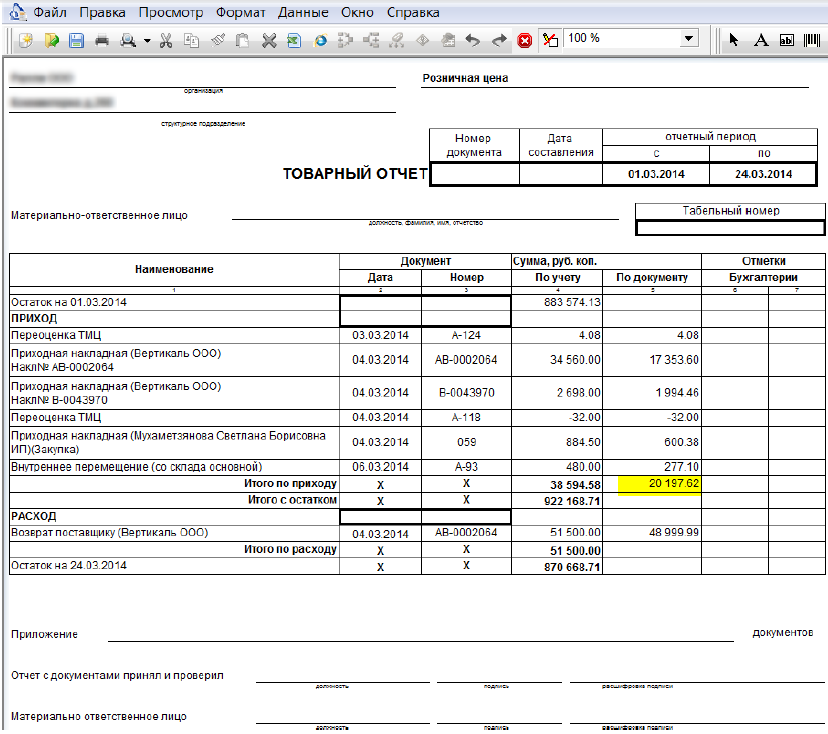 Файл Правка Просмотр Формат Данные Окно Справка
100 %
Розничная цена
организация
структурное подразделение
Номер документа Дата составления отчетный период
с по
ТОВАРНЫЙ ОТЧЕТ 01.03.2014 24.03.2014
Материально-ответственное лицо
должность, фамилия, имя, отчетство
Табельный номер
Наименование Документ Сумма, руб. коп. Отметки
Дата Номер По учету По документу Бухгалтерии
1 2 3 4 5 6 7
Остаток на 01.03.2014 883 574.13
ПРИХОД
Переоценка ТМЦ 03.03.2014 А-124 4.08 4.08
Приходная накладная (Вертикаль ООО)
Накл№ АВ-0002064 04.03.2014 АВ-0002064 34 560.00 17 353.60
Приходная накладная (Вертикаль ООО)
Накл№ В-0043970 04.03.2014 В-0043970 2 698.00 1 994.46
Переоценка ТМЦ 04.03.2014 А-118 -32.00 -32.00
Приходная накладная (Мухаметзянова Светлана Борисовна
ИП)(Закупка) 04.03.2014 059 884.50 600.38
Внутреннее перемещение (со склада основной) 06.03.2014 А-93 480.00 277.10
Итого по приходу Х Х 38 594.58 20 197.62
Итого с остатком Х Х 922 168.71
РАСХОД
Возврат поставщику (Вертикаль ООО) 04.03.2014 АВ-0002064 51 500.00 48 999.99
Итого по расходу Х Х 51 500.00
Остаток на 24.03.2014 Х Х 870 668.71
Приложение документов
Отчет с документами принял и проверил
должность подпись расшифровка подписи
Материально ответственное лицо
должность подпись расшифровка подписи